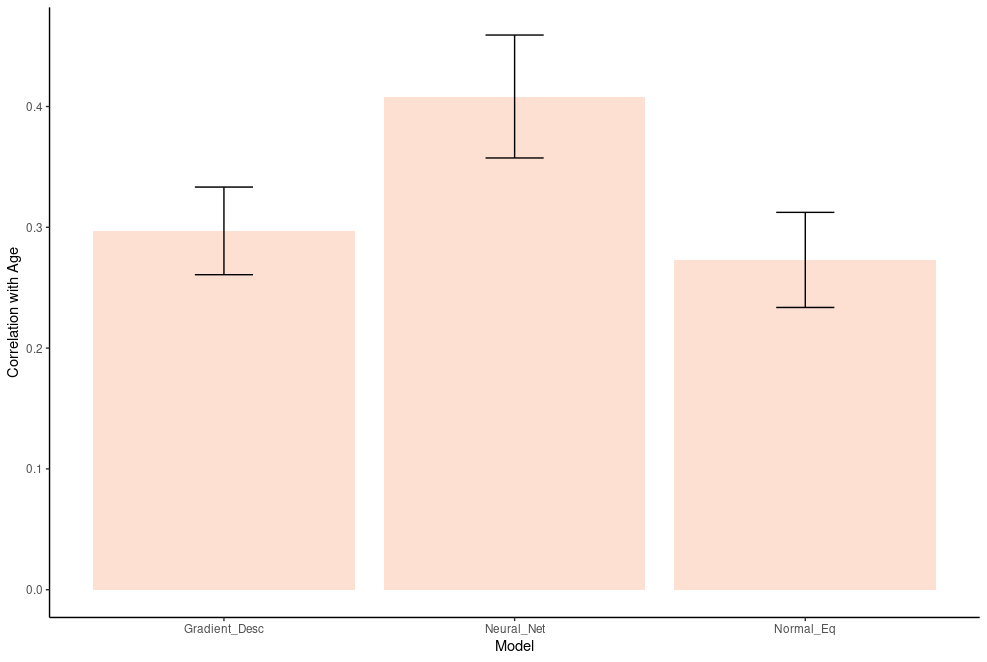 Correlation with Age
0.4
0.3
0.2
0.1
0.0
Gradient_Desc
Neural_Net
Normal_Eq
Model